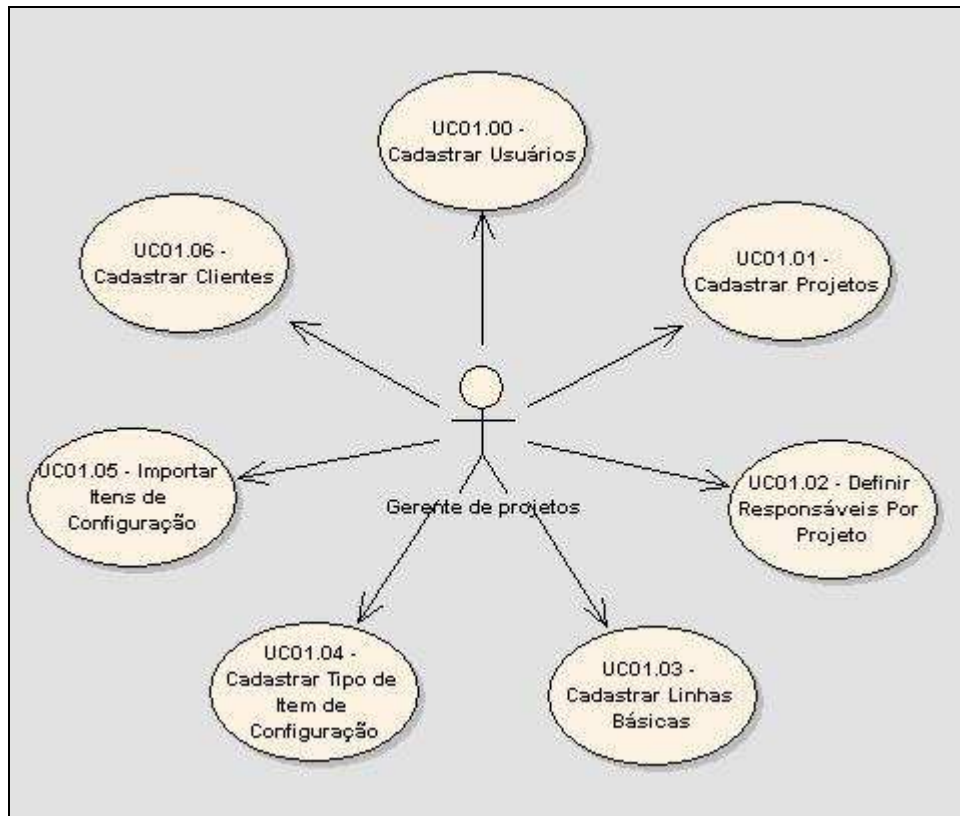 UC01.00 -
Cadastrar Usuários
UC01.06 -
Cadastrar Clientes
UC01.01 -
Cadastrar Projetos
UC01.05 - Importar
Itens de
Configuração
Gerente de projetos
UC01.02 - Definir
Responsáveis Por
Projeto
UC01.04 -
Cadastrar Tipo de
Item de
Configuração
UC01.03 -
Cadastrar Linhas
Básicas